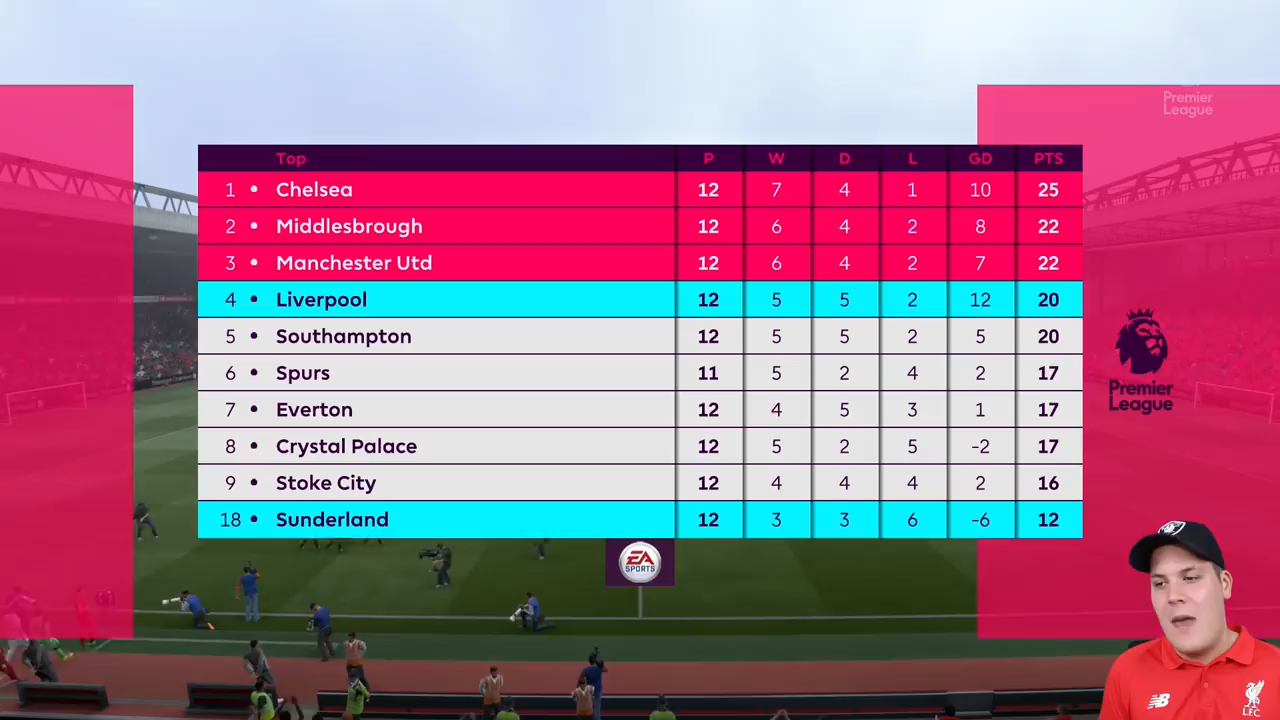 Premier
League
Top P W D L GD PTS
1 • Chelsea 12 7 4 1 10 25
2 • Middlesbrough 12 6 4 2 8 22
3 • Manchester Utd 12 6 4 2 7 22
4 • Liverpool 12 5 5 2 12 20
5 • Southampton 12 5 5 2 5 20
6 • Spurs 11 5 2 4 2 17
7 • Everton 12 4 5 3 1 17
8 • Crystal Palace 12 5 2 5 -2 17
9 • Stoke City 12 4 4 4 2 16
18 • Sunderland 12 3 3 6 -6 12
Premier
League
EA
SPORTS
NB
LFC